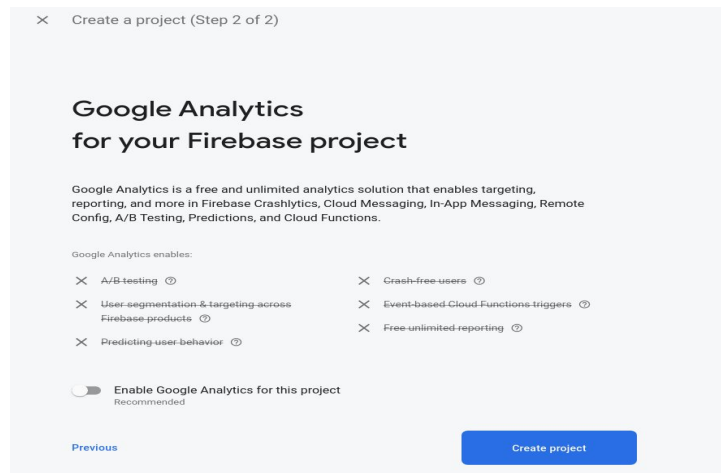 Create a project (Step 2 of 2)
Google Analytics
for your Firebase project
Google Analytics is a free and unlimited analytics solution that enables targeting,
reporting, and more in Firebase Crashlytics, Cloud Messaging, In-App Messaging, Remote
Config, A/B Testing, Predictions, and Cloud Functions.
Google Analytics enables:
A/B testing
User segmentation & targeting across
Firebase products
Predicting user behavior
Crash-free users
Event-based Cloud Functions triggers
Free unlimited reporting
Enable Google Analytics for this project
Recommended
Previous
Create project